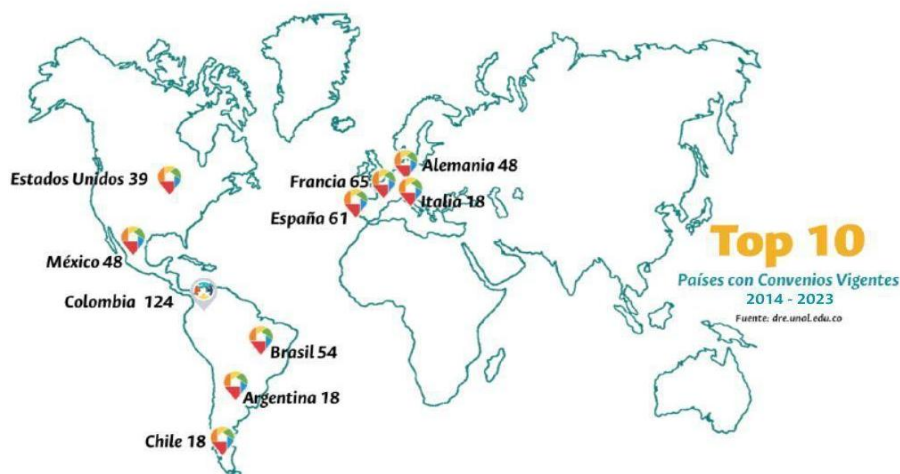 Estados Unidos 39
Alemania 48
Francia 65
Italia 18
España 61
México 48
Colombia 124
Brasil 54
Argentina 18
Chile 18
Top 10
Países con Convenios Vigentes
2014 - 2023
Fuente: dre.unal.edu.co